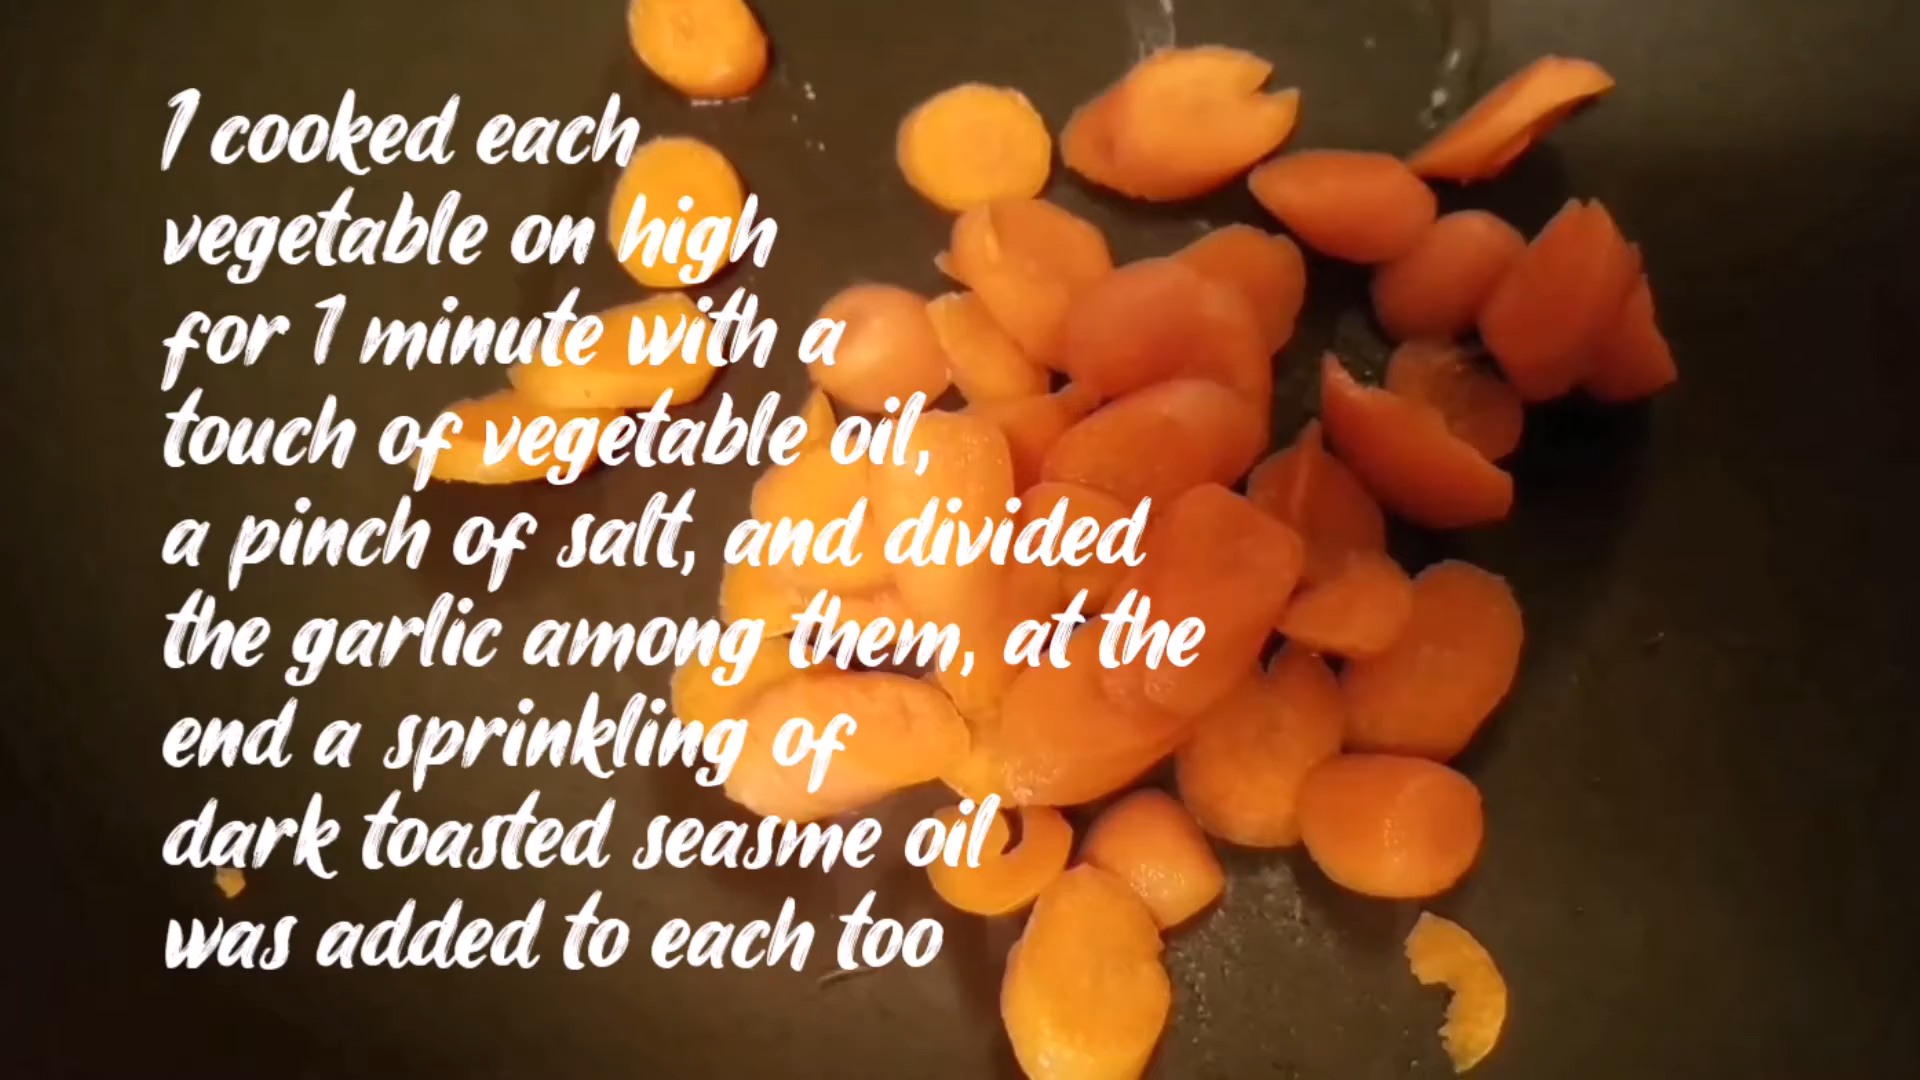 I cooked each
vegetable on high
for 1 minute with a
touch of vegetable oil,
a pinch of salt, and divided
the garlic among them, at the
end a sprinkling of
dark toasted seasme oil
was added to each too